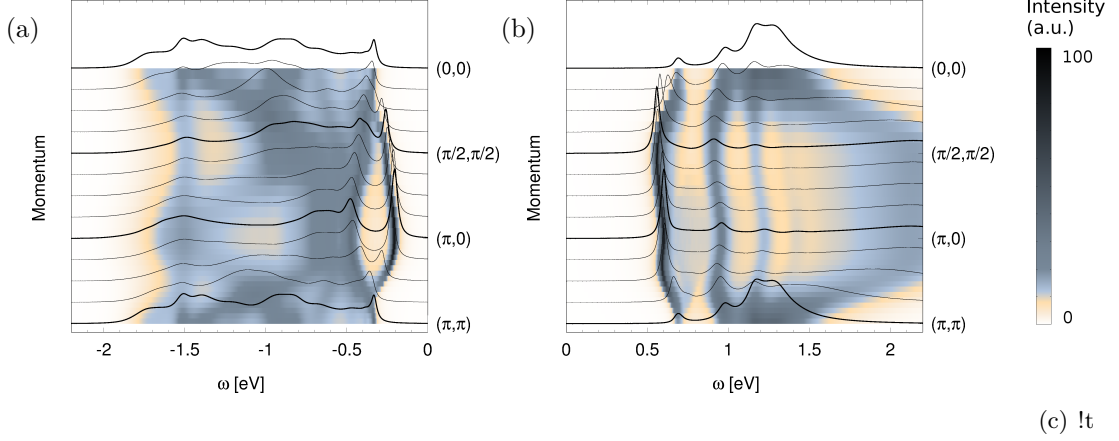 (a)
(b)
Intensity
(a.u.)
100
0
Momentum
(0,0)
(π/2,π/2)
(π,0)
(π,π)
-2 -1.5 -1 -0.5 0
ω [eV]
Momentum
(0,0)
(π/2,π/2)
(π,0)
(π,π)
0 0.5 1 1.5 2
ω [eV]
(c) !t